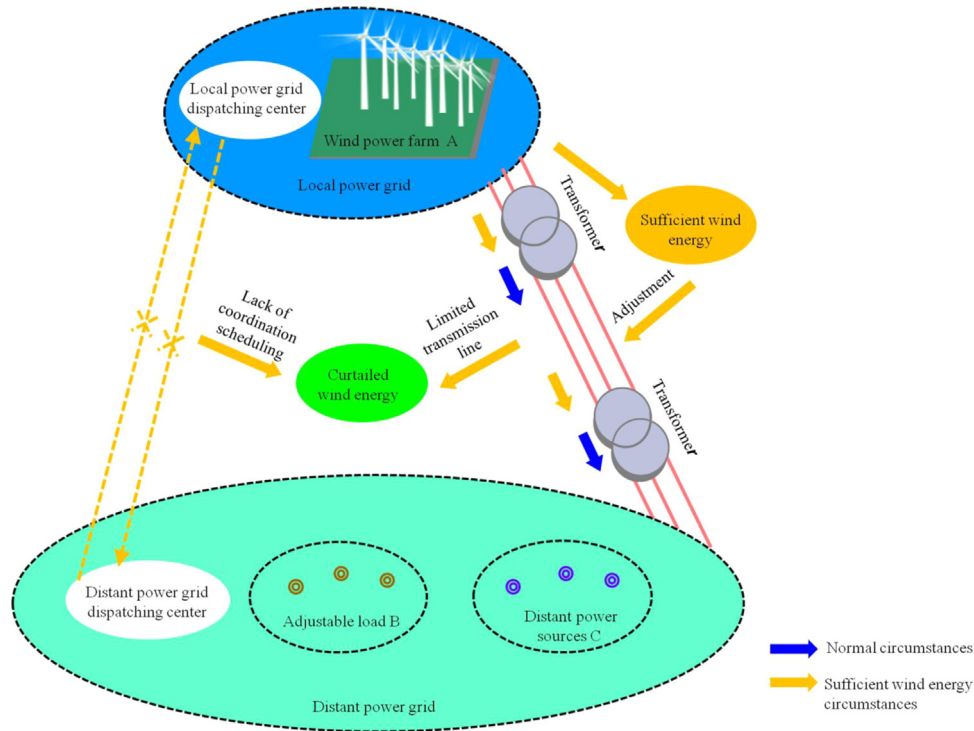 Local power grid
dispatching center
Wind power farm A
Local power grid
Transformer
Sufficient wind
energy
Adjustment
Lack of
coordination
scheduling
Limited
transmission
line
Curtailed
wind energy
Transformer
Distant power grid
dispatching center
Adjustable load B
Distant power
sources C
Distant power grid
Normal circumstances
Sufficient wind energy
circumstances